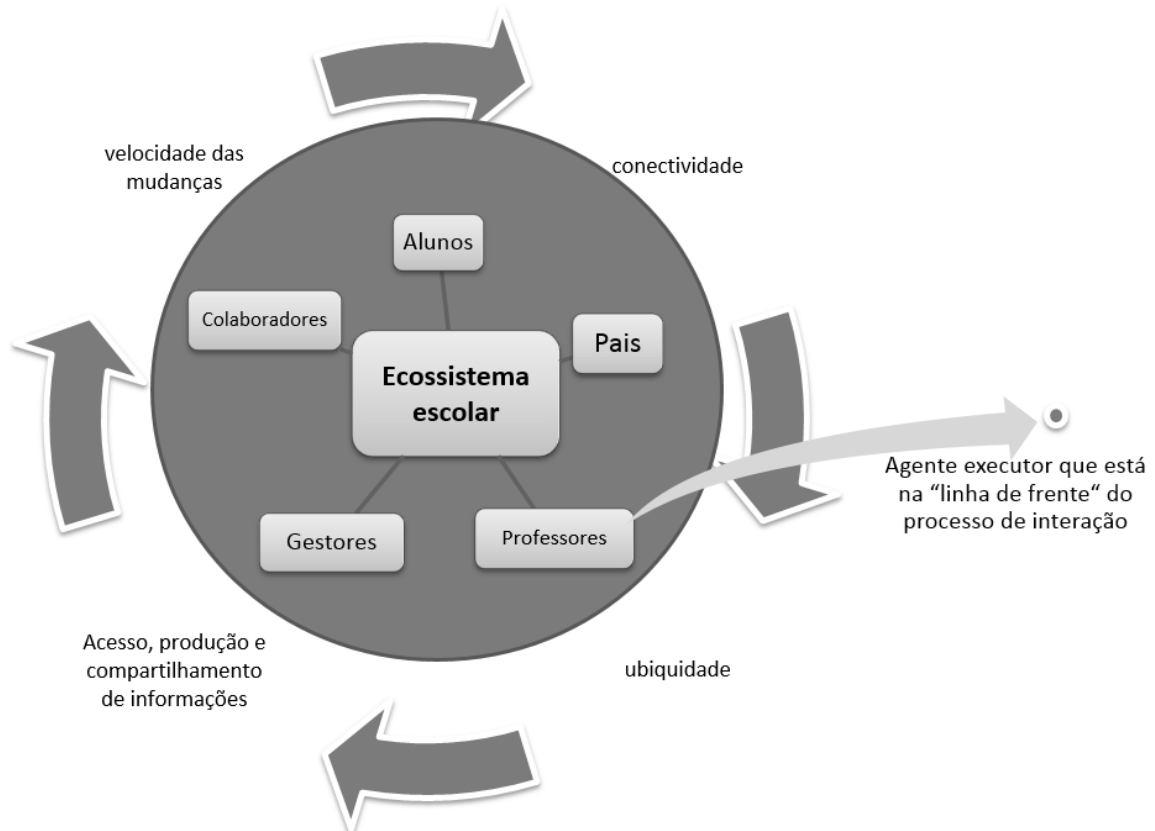 velocidade das
mudanças
conectividade
Alunos
Colaboradores
Pais
Ecossistema
escolar
Agente executor que está
na “linha de frente“ do
processo de interação
Gestores
Professores
Acesso, produção e
compartilhamento
de informações
ubiquidade